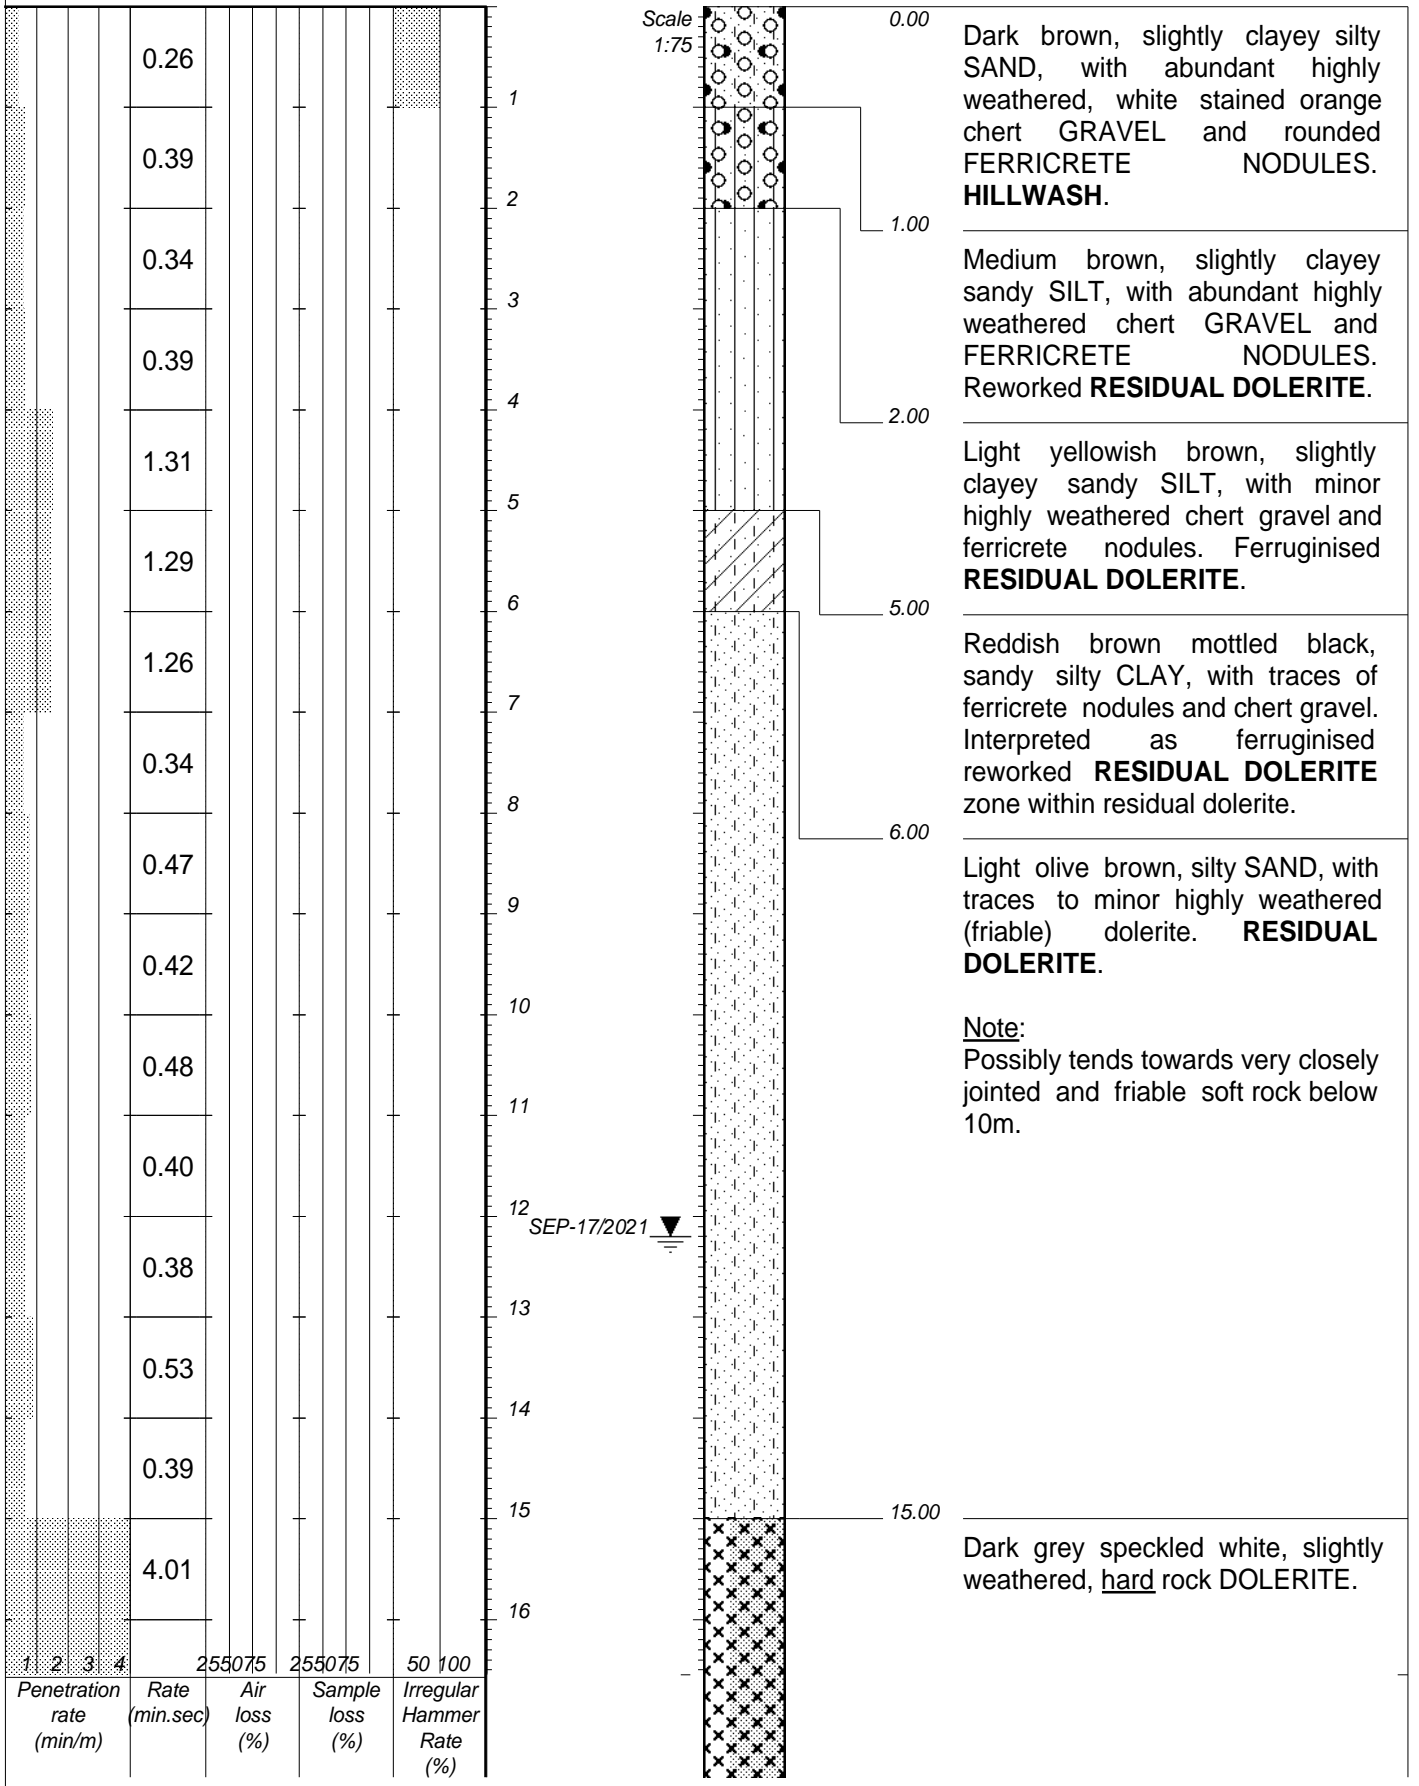 Scale
1:75
0.26
0.39
0.34
0.39
1.31
1.29
1.26
0.34
0.47
0.42
0.48
0.40
0.38
0.53
0.39
4.01
1
2
3
4
5
6
7
8
9
10
11
12
13
14
15
16
SEP-17/2021
0.00
Dark brown, slightly clayey silty
SAND, with abundant highly
weathered, white stained orange
chert GRAVEL and rounded
FERRICRETE NODULES.
HILLWASH.
1.00
Medium brown, slightly clayey
sandy SILT, with abundant highly
weathered chert GRAVEL and
FERRICRETE NODULES.
Reworked RESIDUAL DOLERITE.
2.00
Light yellowish brown, slightly
clayey sandy SILT, with minor
highly weathered chert gravel and
ferricrete nodules. Ferruginised
RESIDUAL DOLERITE.
5.00
Reddish brown mottled black,
sandy silty CLAY, with traces of
ferricrete nodules and chert gravel.
Interpreted as ferruginised
reworked RESIDUAL DOLERITE
zone within residual dolerite.
6.00
Light olive brown, silty SAND, with
traces to minor highly weathered
(friable) dolerite. RESIDUAL
DOLERITE.
Note:
Possibly tends towards very closely
jointed and friable soft rock below
10m.
15.00
Dark grey speckled white, slightly
weathered, hard rock DOLERITE.
1 2 3 4 255075 255075 50 100
Penetration
rate
(min/m)
Rate
(min.sec)
Air
loss
(%)
Sample
loss
(%)
Irregular
Hammer
Rate
(%)